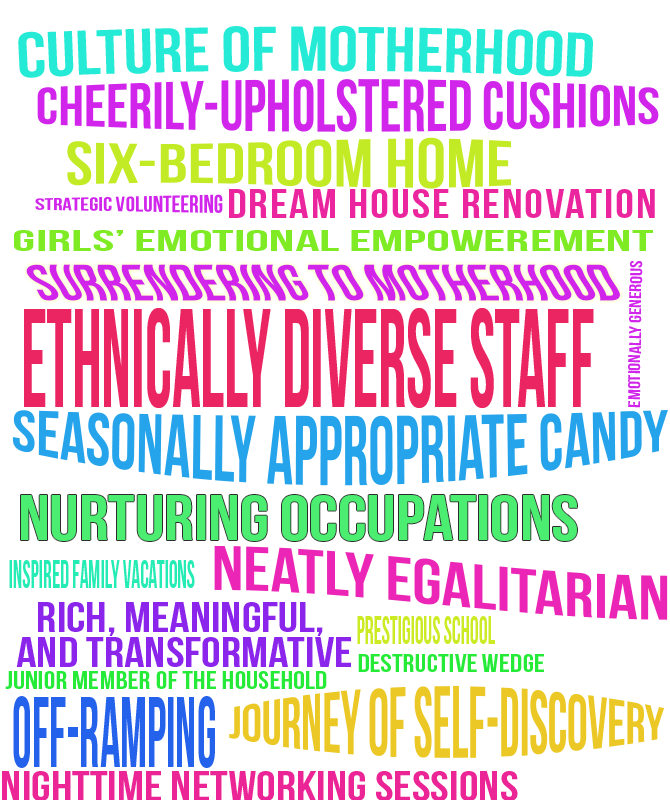 CULTURE OF MOTHERHOOD
CHEERILY-UPHOLSTERED CUSHIONS
SIX-BEDROOM HOME
STRATEGIC VOLUNTEERING
DREAM HOUSE RENOVATION
GIRLS' EMOTIONAL EMPOWEREMENT
SURRENDERING TO MOTHERHOOD
EMOTIONALLY GENEROUS
ETHNICALLY DIVERSE STAFF
SEASONALLY APPROPRIATE CANDY
NURTURING OCCUPATIONS
INSPIRED FAMILY VACATIONS
NEATLY EGALITARIAN
RICH, MEANINGFUL,
AND TRANSFORMATIVE
PRESTIGIOUS SCHOOL
DESTRUCTIVE WEDGE
JUNIOR MEMBER OF THE HOUSEHOLD
OFF-RAMPING
JOURNEY OF SELF-DISCOVERY
NIGHTTIME NETWORKING SESSIONS